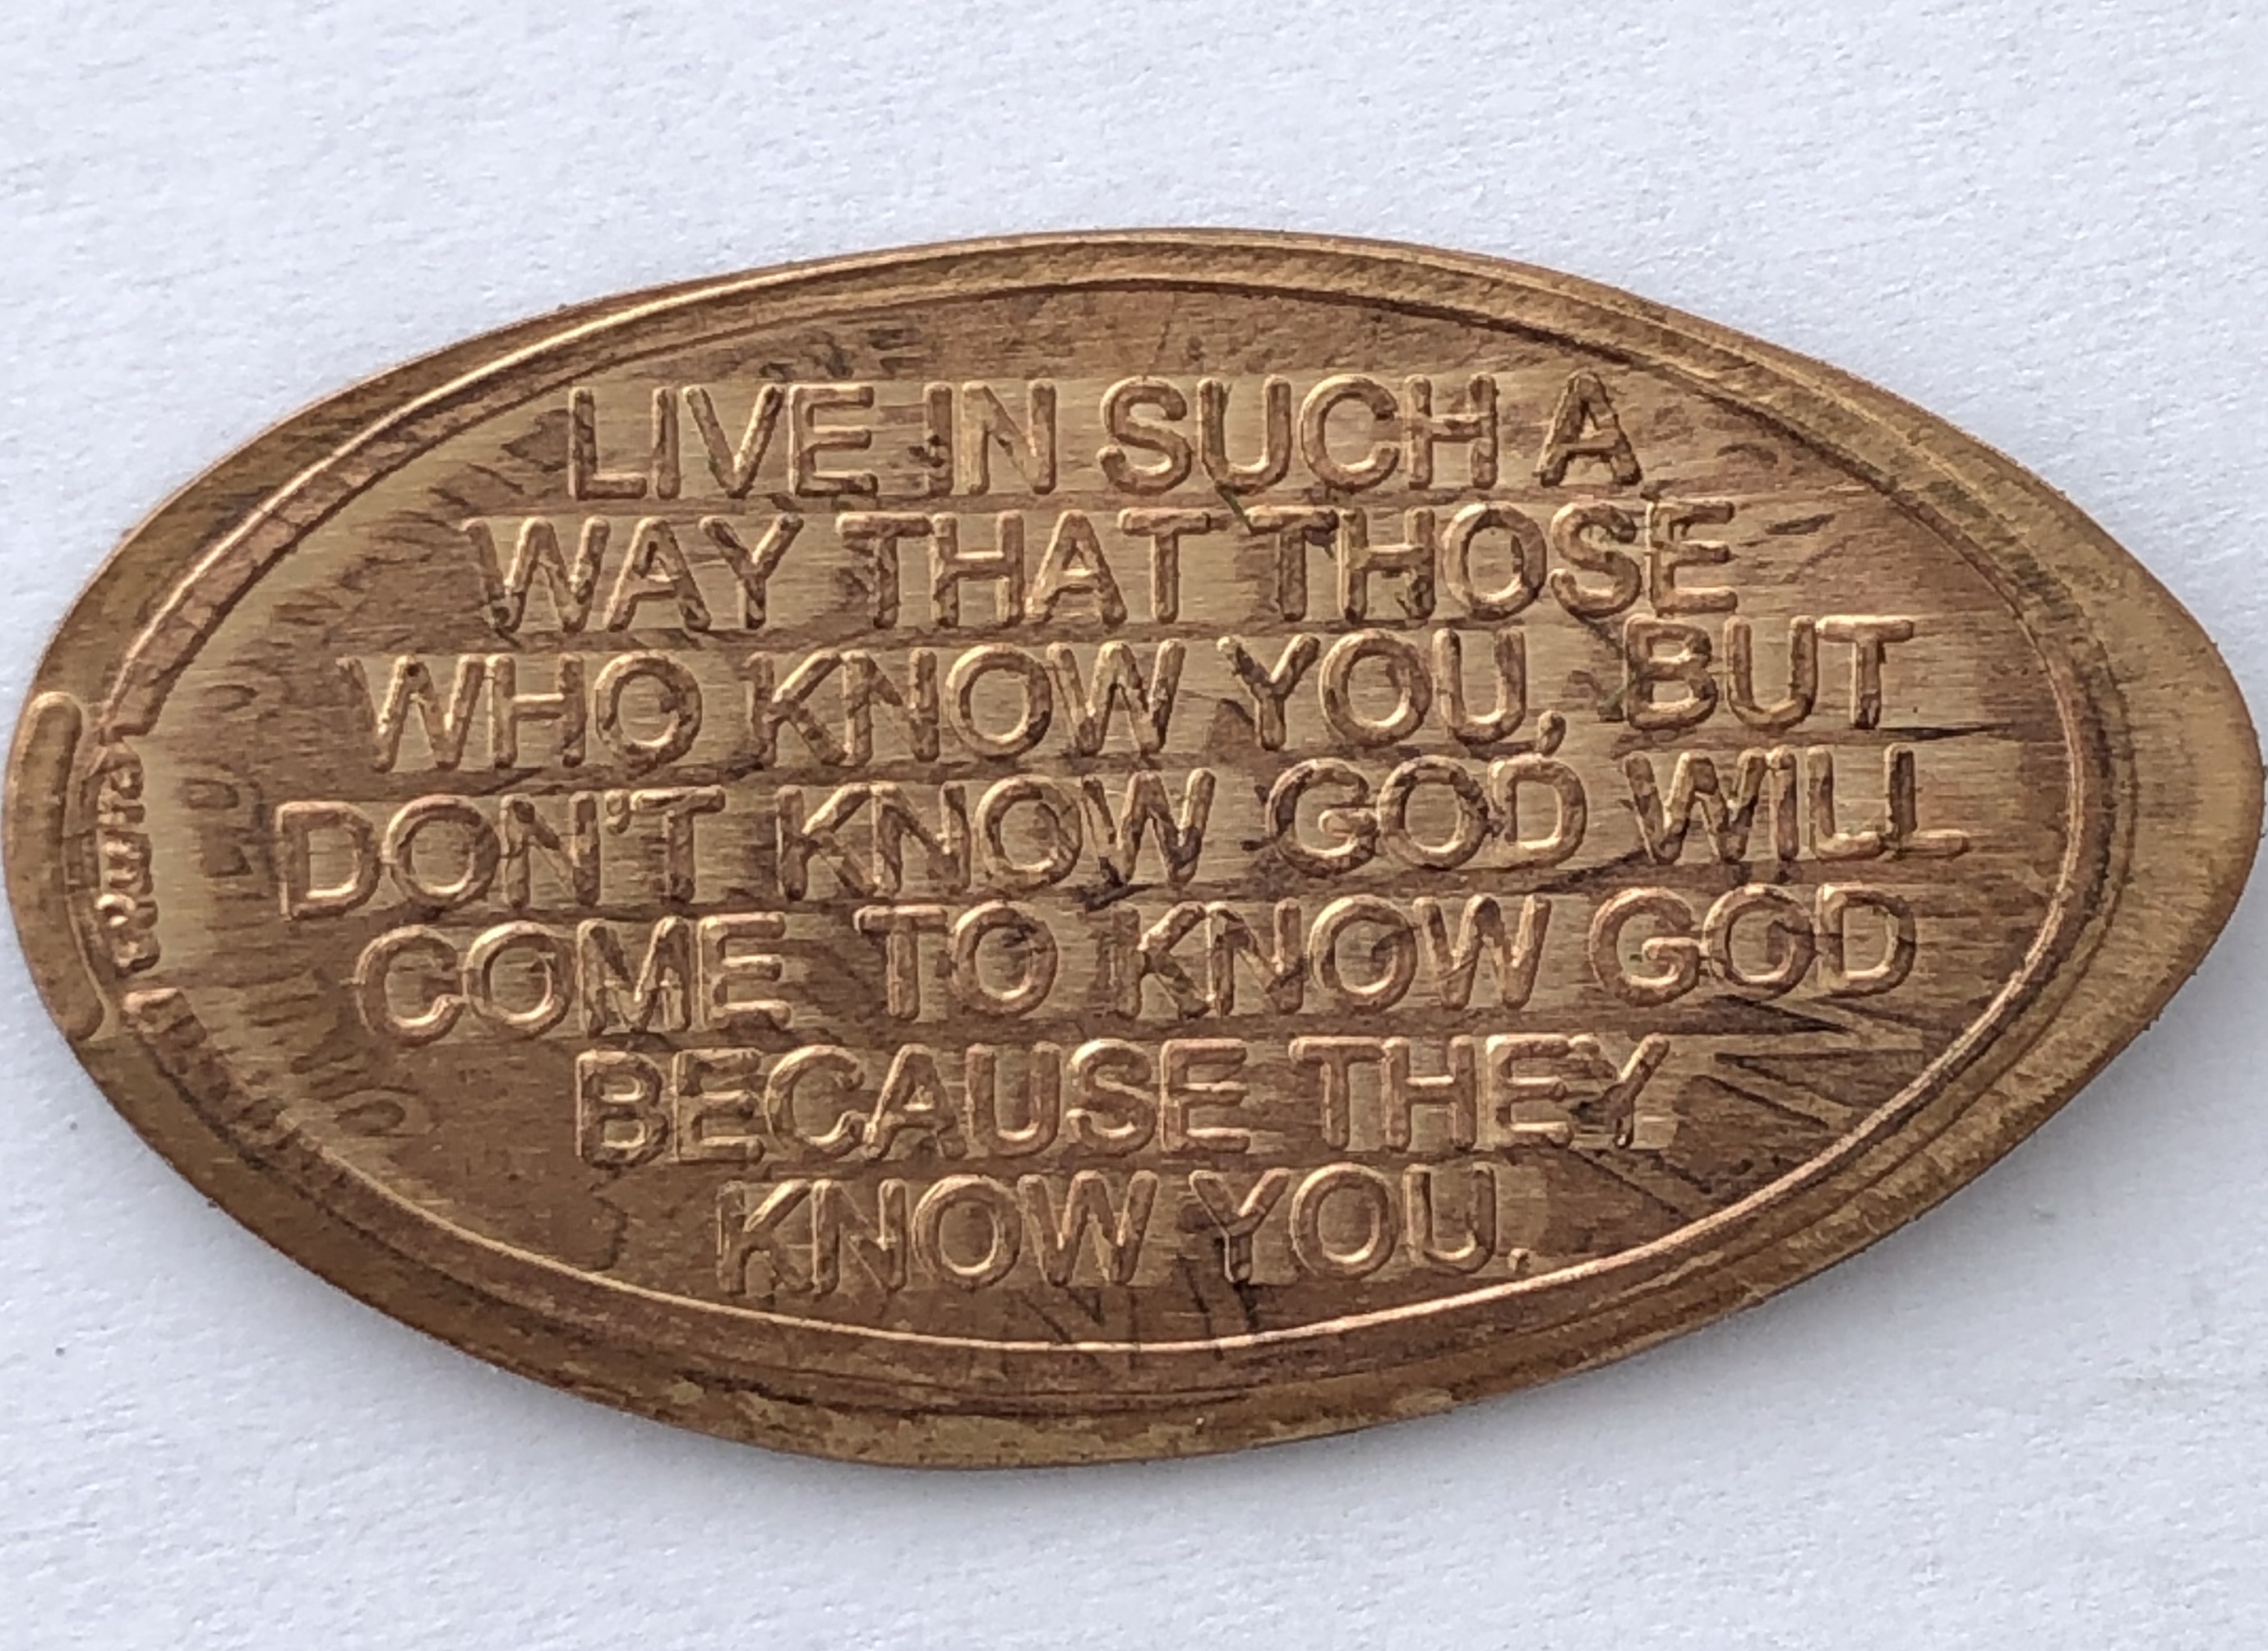 LIVE IN SUCH A
WAY THAT THOSE
WHO KNOW YOU, BUT
DON'T KNOW GOD WILL
COME TO KNOW GOD
BECAUSE THEY
KNOW YOU.